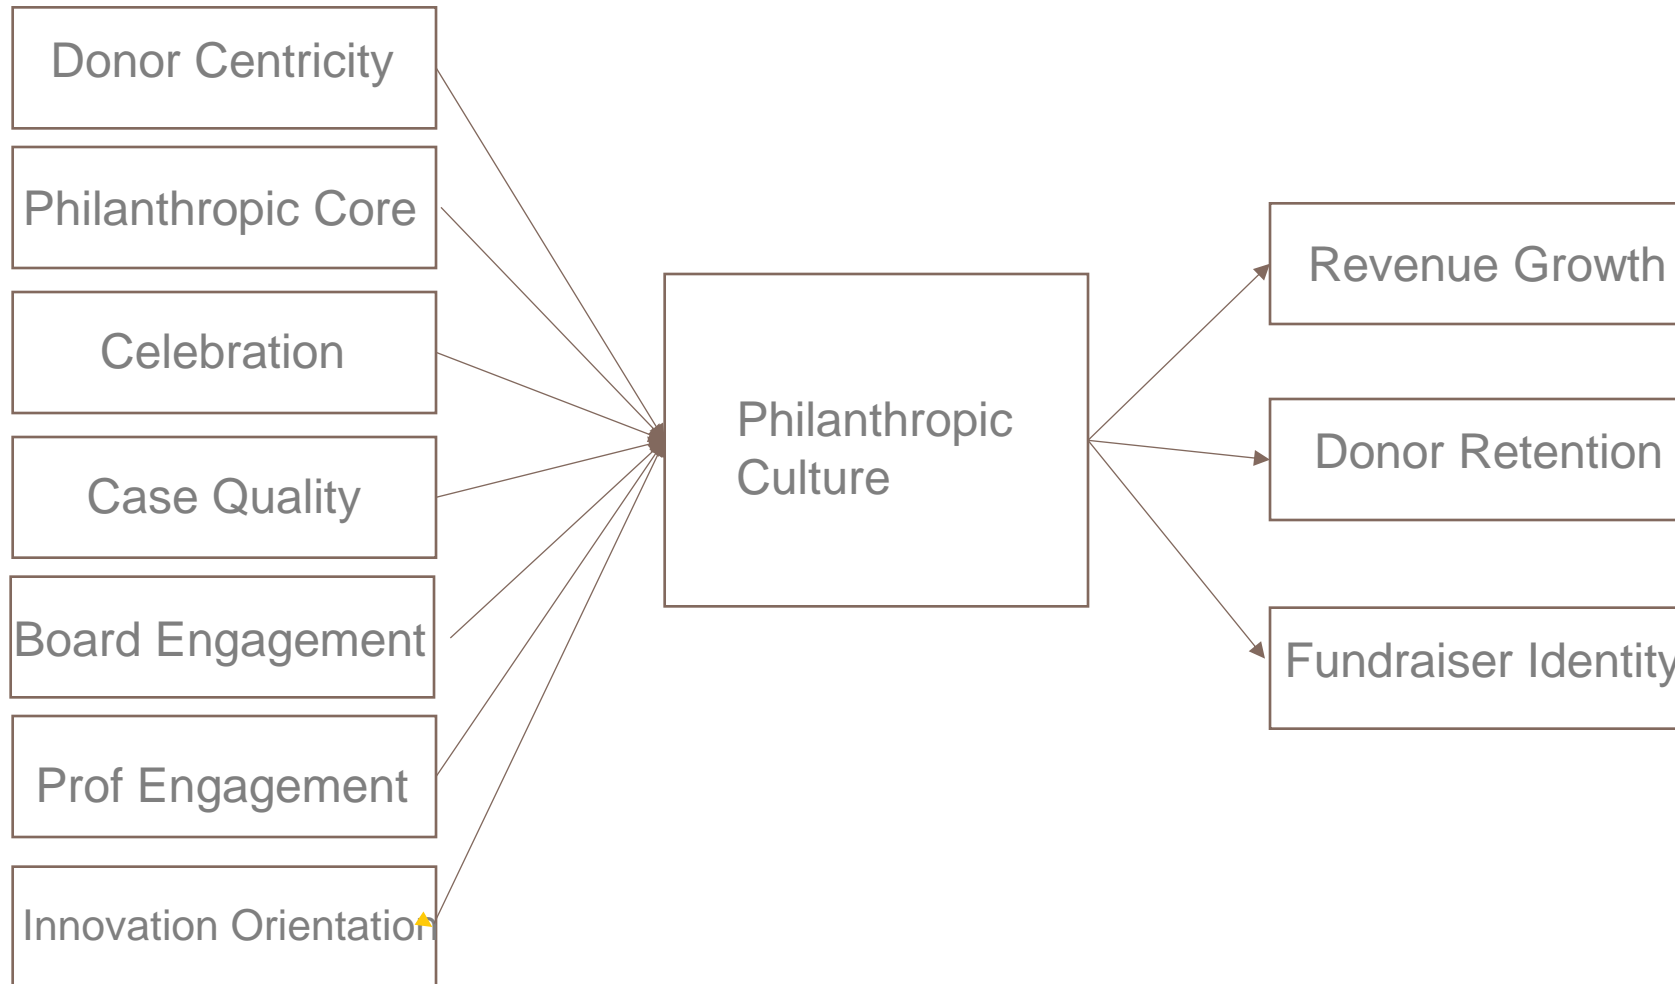 Donor Centricity
Philanthropic Core
Celebration
Case Quality
Board Engagement
Prof Engagement
Innovation Orientation
Philanthropic
Culture
Revenue Growth
Donor Retention
Fundraiser Identity